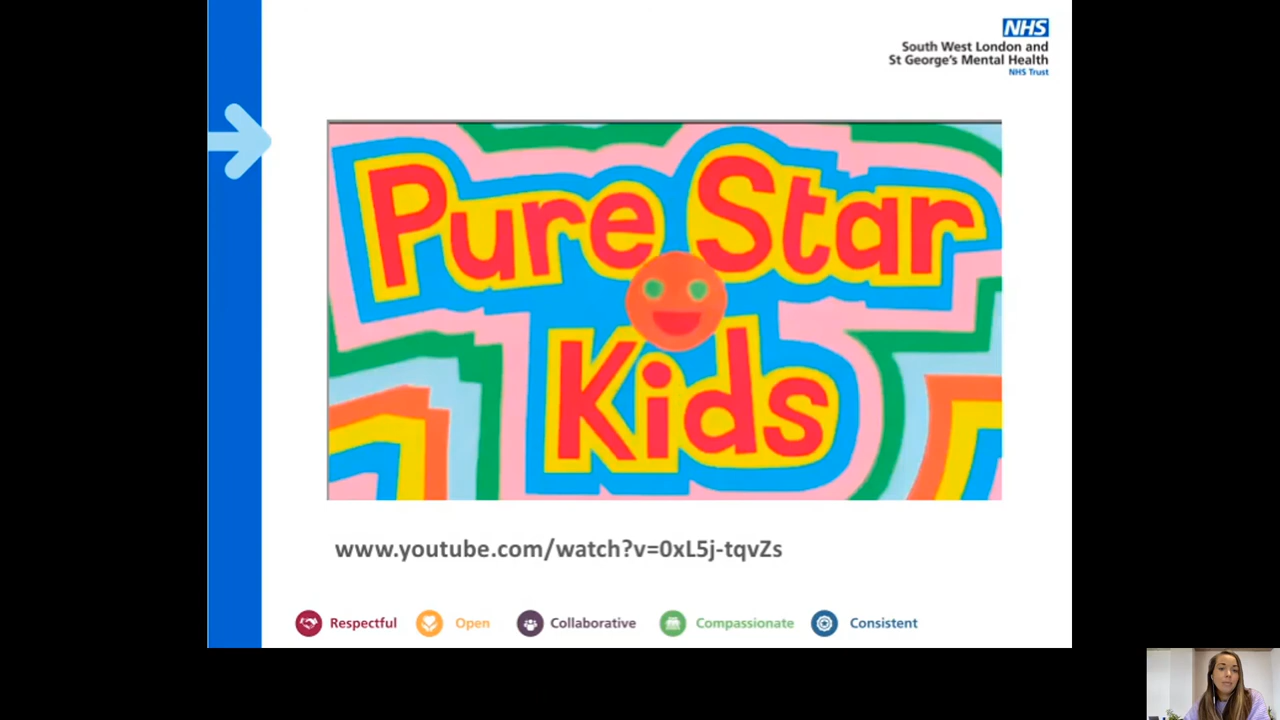 NHS
South West London and
St George's Mental Health
NHS Trust
Pure Star
Kids
www.youtube.com/watch?v=0xL5j-tqvZs
Respectful
Open
Collaborative
Compassionate
Consistent